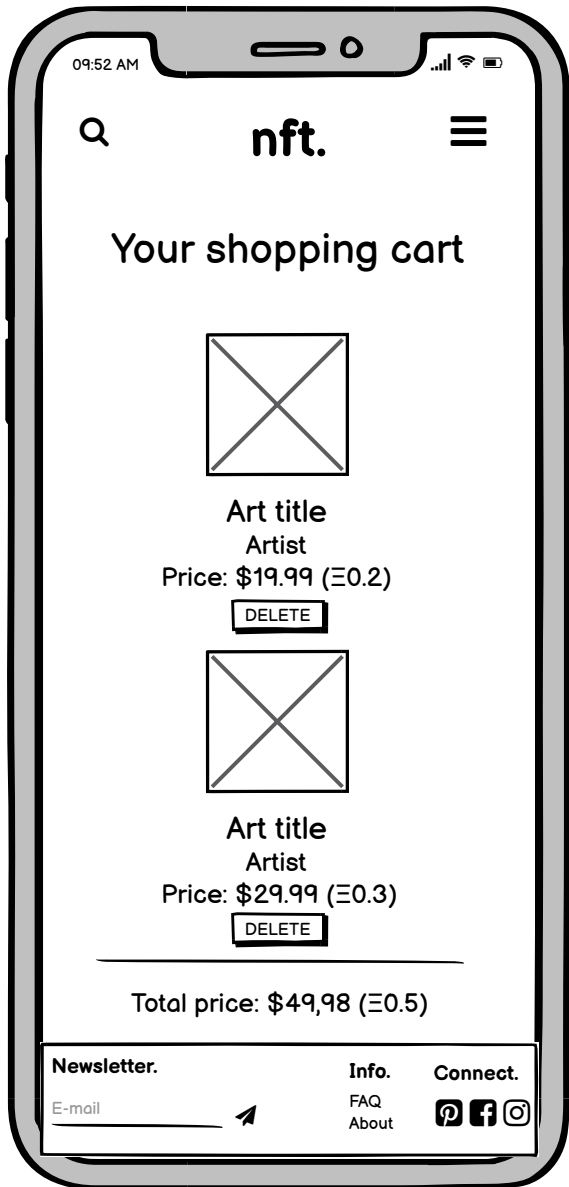 09:52 AM
nft.
Your shopping cart
Art title
Artist
Price: $19.99 (Ξ0.2)
DELETE
Art title
Artist
Price: $29.99 (Ξ0.3)
DELETE
Total price: $49,98 (Ξ0.5)
Newsletter.
E-mail
Info.
FAQ
About
Connect.